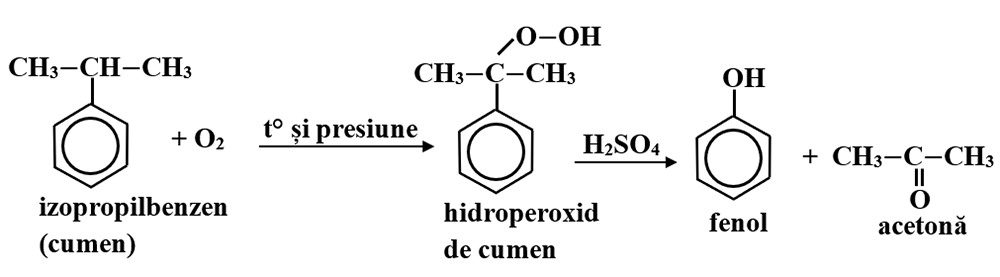 CH₃–CH–CH₃
+ O₂
t° și presiune
O–OH
CH₃–C–CH₃
H₂SO₄
OH
+ CH₃–C–CH₃
O
izopropilbenzen
(cumen)
hidroperoxid
de cumen
fenol
acetonă